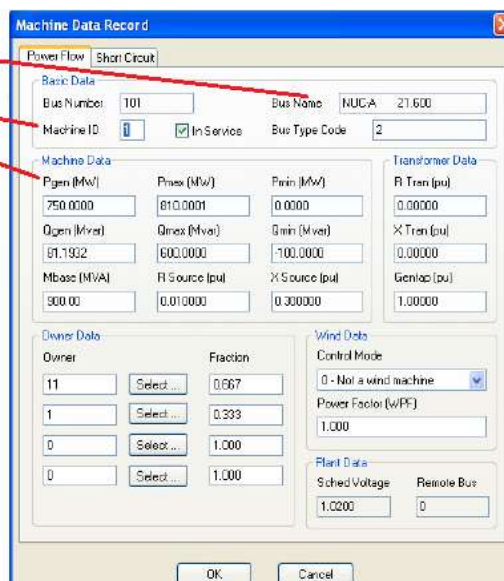 Machine Data Record
Power Flow Short Circuit
Basic Data
Bus Number 101 Bus Name NUC-A 21.600
Machine ID 1 In Service Bus Type Code 2
Machine Data Transformer Data
Pgen (MW) Pmax (MW) Pmin (MW) R Tran (pu)
750.0000 810.0001 0.0000 0.00000
Qgen (Mvar) Qmax (Mvar) Qmin (Mvar) X Tran (pu)
81.1932 600.0000 -100.0000 0.00000
Mbase (MVA) R Source (pu) X Source (pu) Gentap (pu)
900.00 0.010000 0.300000 1.00000
Owner Data Wind Data
Owner Fraction Control Mode
11 Select ... 0.667 0 - Not a wind machine
1 Select ... 0.333 Power Factor (WPF)
0 Select ... 1.000 1.000
0 Select ... 1.000 Plant Data
Sched Voltage Remote Bus
1.0200 0
OK Cancel